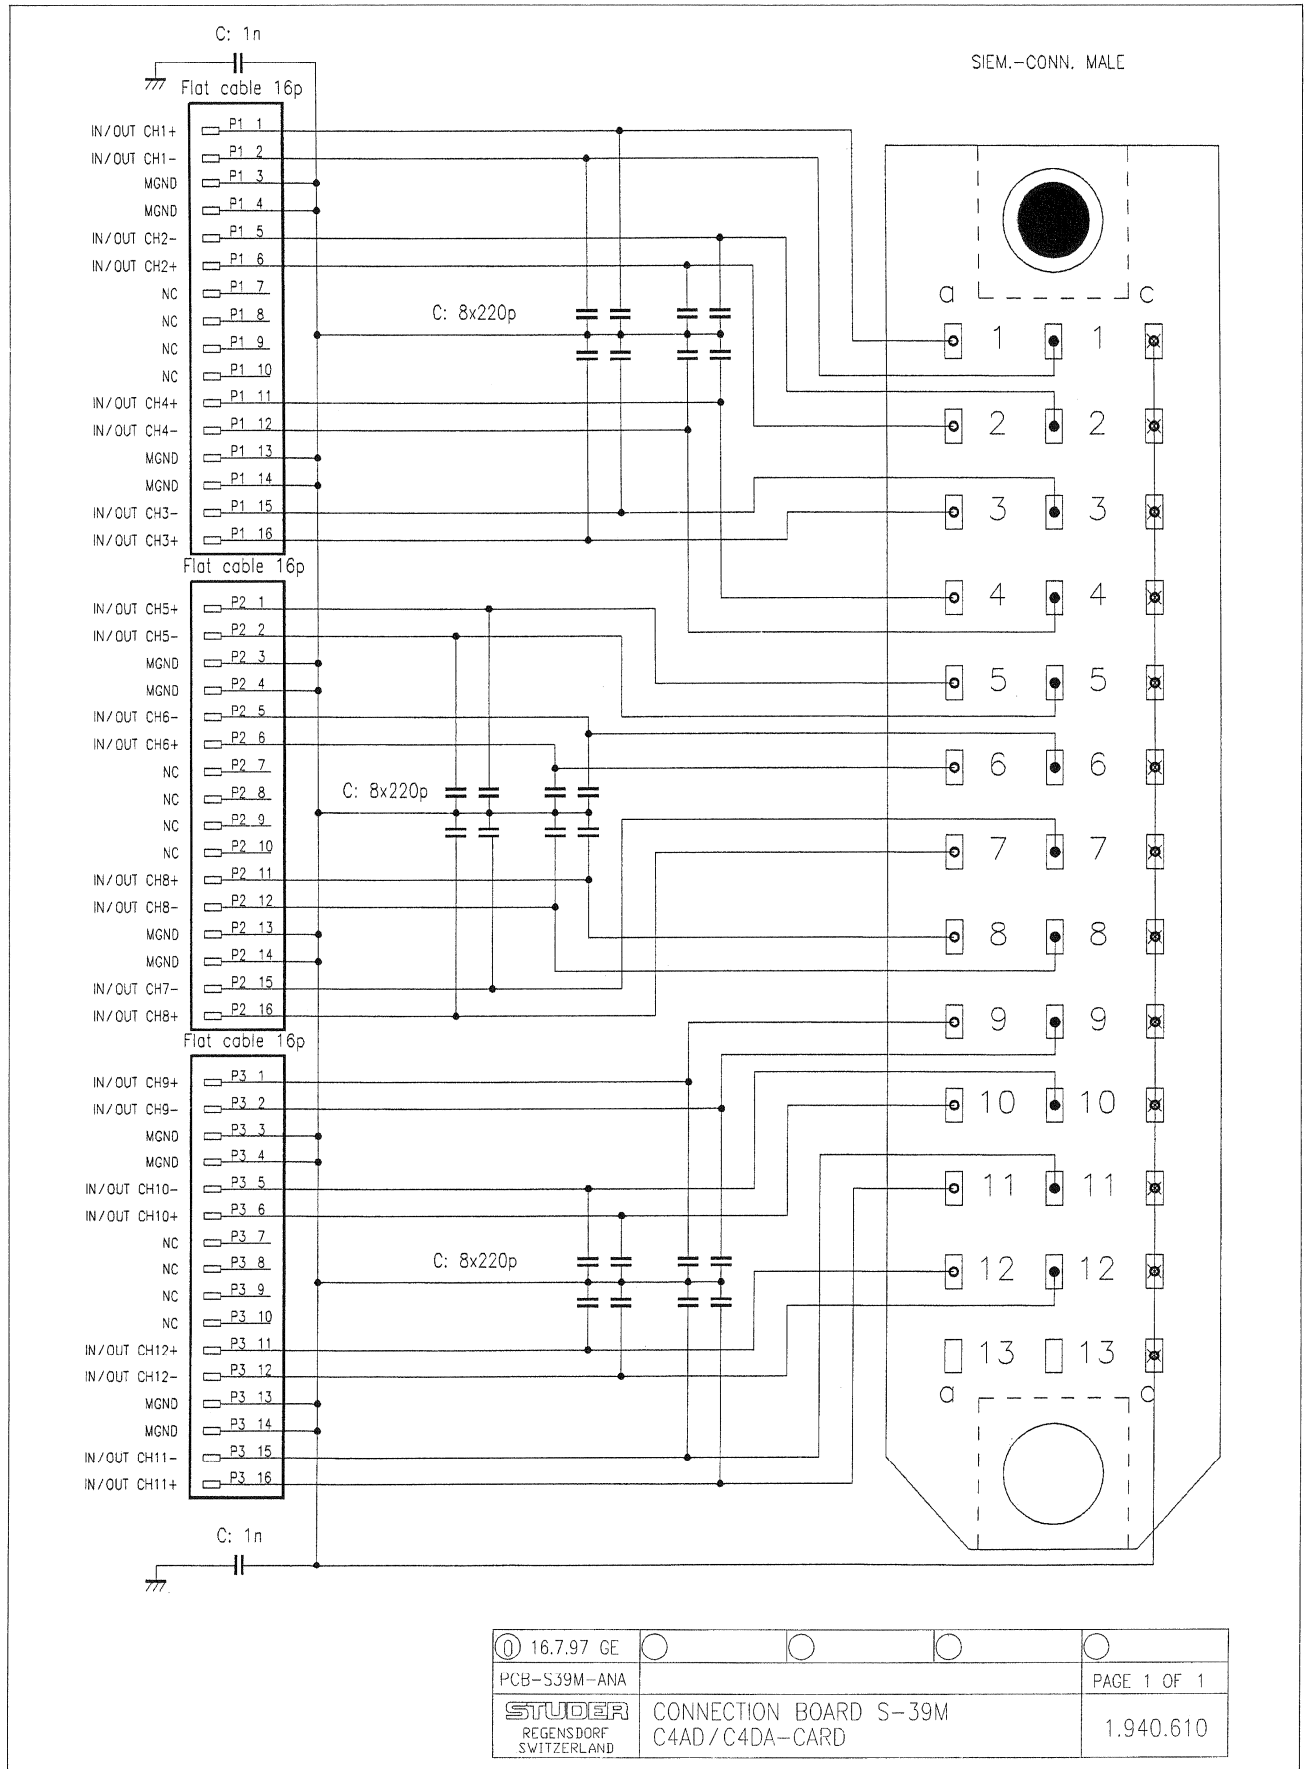 C: 1n
SIEM.-CONN. MALE
Flat cable 16p
IN/OUT CH1+ P1 1
IN/OUT CH1- P1 2
MGND P1 3
MGND P1 4
IN/OUT CH2- P1 5
IN/OUT CH2+ P1 6
NC P1 7
NC P1 8
NC P1 9
NC P1 10
IN/OUT CH4+ P1 11
IN/OUT CH4- P1 12
MGND P1 13
MGND P1 14
IN/OUT CH3- P1 15
IN/OUT CH3+ P1 16
C: 8x220p
Flat cable 16p
IN/OUT CH5+ P2 1
IN/OUT CH5- P2 2
MGND P2 3
MGND P2 4
IN/OUT CH6- P2 5
IN/OUT CH6+ P2 6
NC P2 7
NC P2 8
NC P2 9
NC P2 10
IN/OUT CH8+ P2 11
IN/OUT CH8- P2 12
MGND P2 13
MGND P2 14
IN/OUT CH7- P2 15
IN/OUT CH8+ P2 16
C: 8x220p
Flat cable 16p
IN/OUT CH9+ P3 1
IN/OUT CH9- P3 2
MGND P3 3
MGND P3 4
IN/OUT CH10- P3 5
IN/OUT CH10+ P3 6
NC P3 7
NC P3 8
NC P3 9
NC P3 10
IN/OUT CH12+ P3 11
IN/OUT CH12- P3 12
MGND P3 13
MGND P3 14
IN/OUT CH11- P3 15
IN/OUT CH11+ P3 16
C: 8x220p
C: 1n
a c
1 1
2 2
3 3
4 4
5 5
6 6
7 7
8 8
9 9
10 10
11 11
12 12
13 13
a c
0 16.7.97 GE
PCB-S39M-ANA
PAGE 1 OF 1
STUDER
REGENSDORF
SWITZERLAND
CONNECTION BOARD S-39M
C4AD/C4DA-CARD
1.940.610